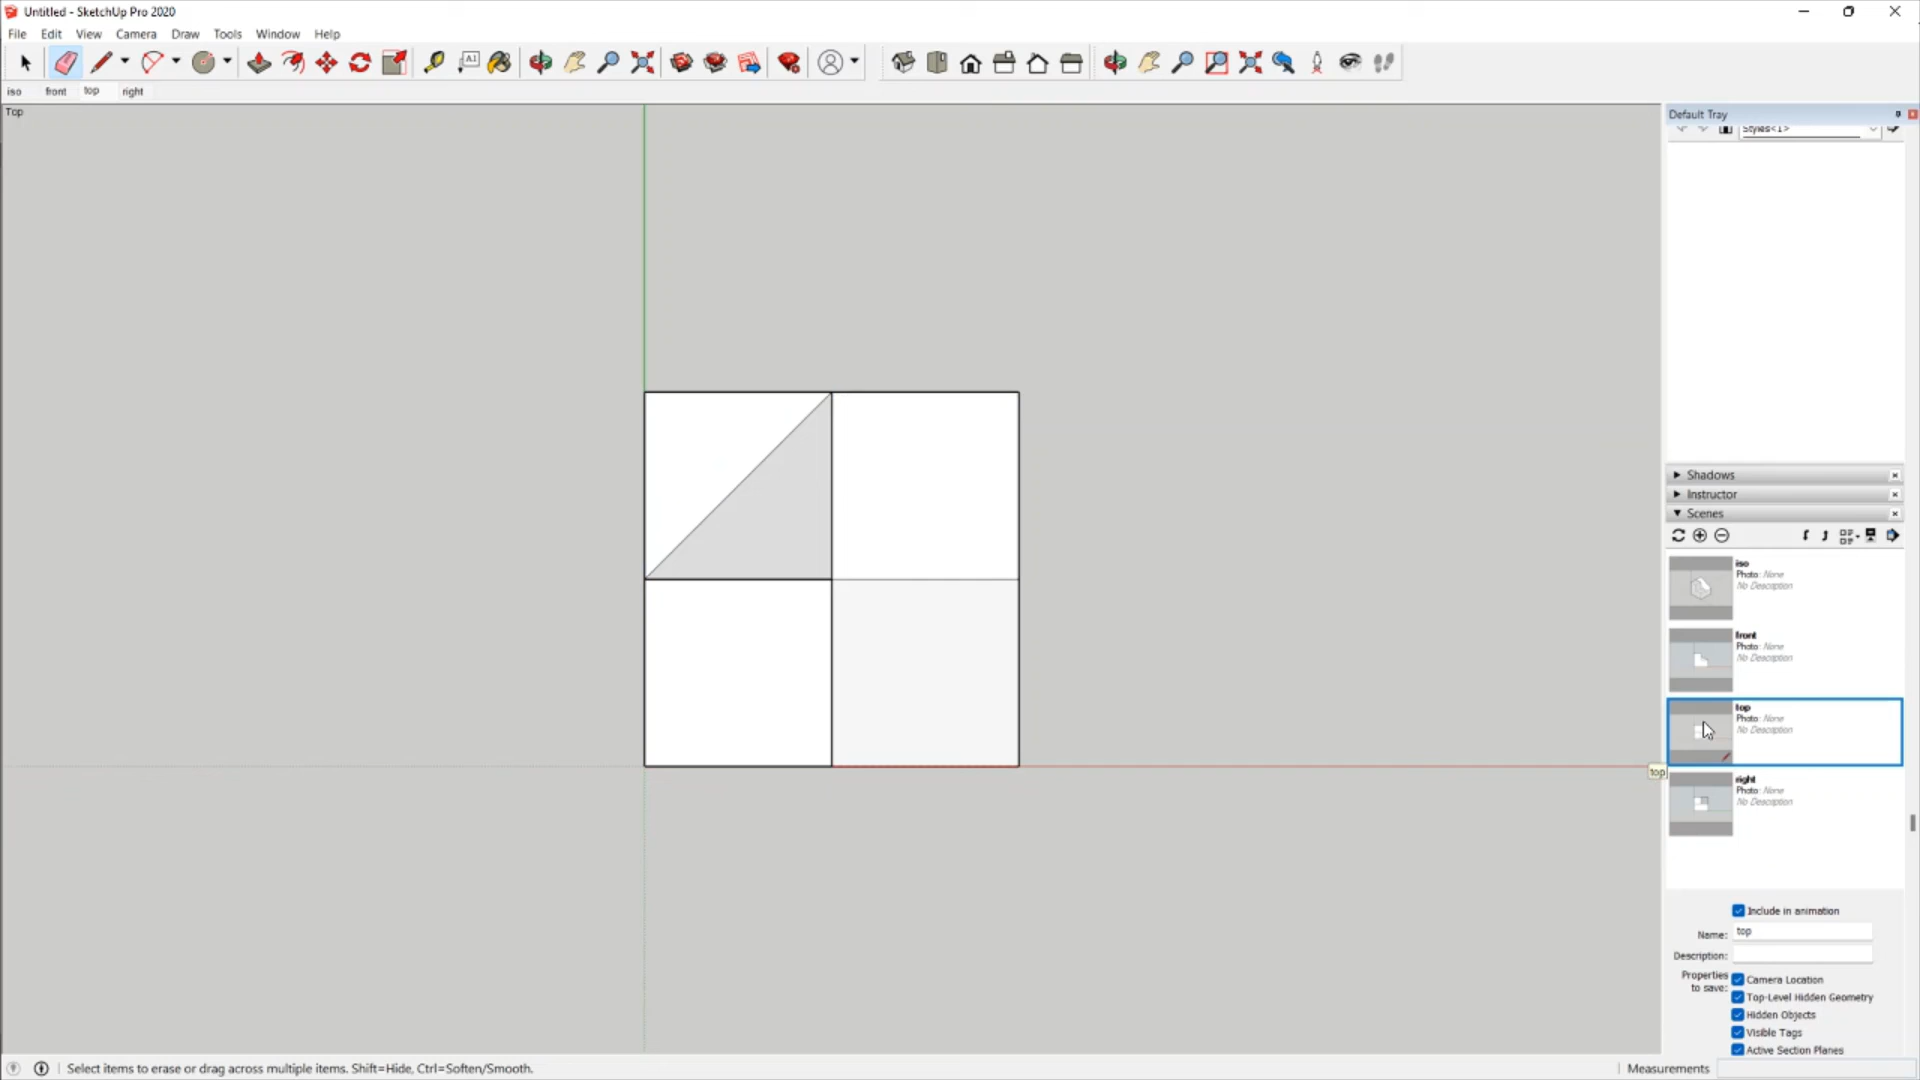 Untitled - SketchUp Pro 2020
File Edit View Camera Draw Tools Window Help
A1
iso front top right
Top
Default Tray
Styles<1>
Shadows
Instructor
Scenes
iso
Photo: None
No Description
front
Photo: None
No Description
top
Photo: None
No Description
top
right
Photo: None
No Description
Include in animation
Name: top
Description:
Properties to save:
Camera Location
Top-Level Hidden Geometry
Hidden Objects
Visible Tags
Active Section Planes
Select items to erase or drag across multiple items. Shift=Hide, Ctrl=Soften/Smooth.
Measurements